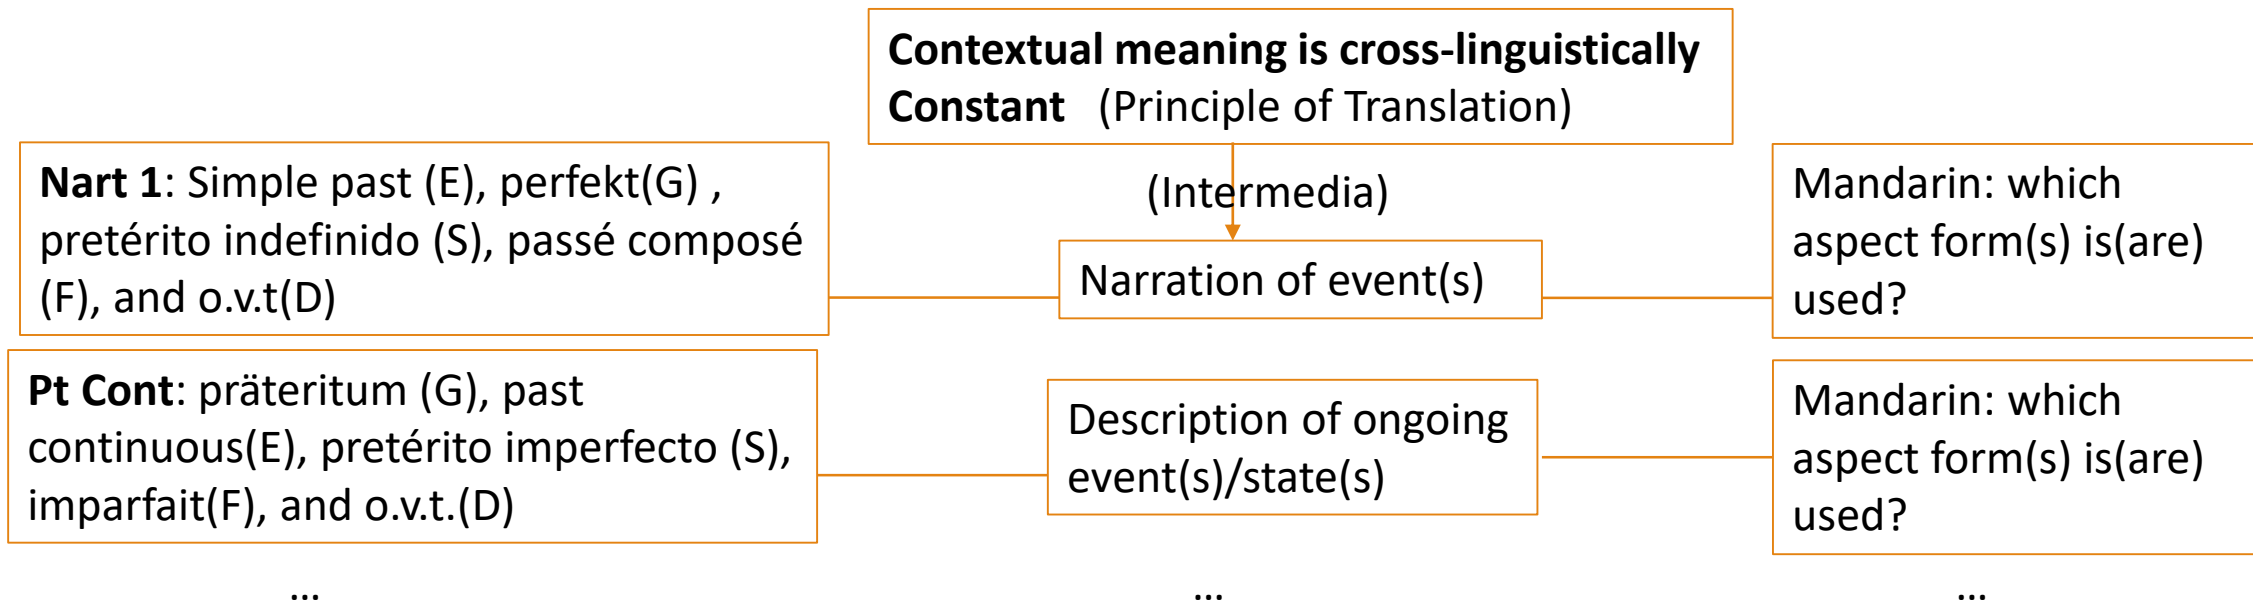 Contextual meaning is cross-linguistically
Constant (Principle of Translation)
(Intermedia)
Nart 1: Simple past (E), perfekt(G) ,
pretérito indefinido (S), passé composé
(F), and o.v.t(D)
Narration of event(s)
Mandarin: which
aspect form(s) is(are)
used?
Pt Cont: präteritum (G), past
continuous(E), pretérito imperfecto (S),
imparfait(F), and o.v.t.(D)
Description of ongoing
event(s)/state(s)
Mandarin: which
aspect form(s) is(are)
used?
...
...
...